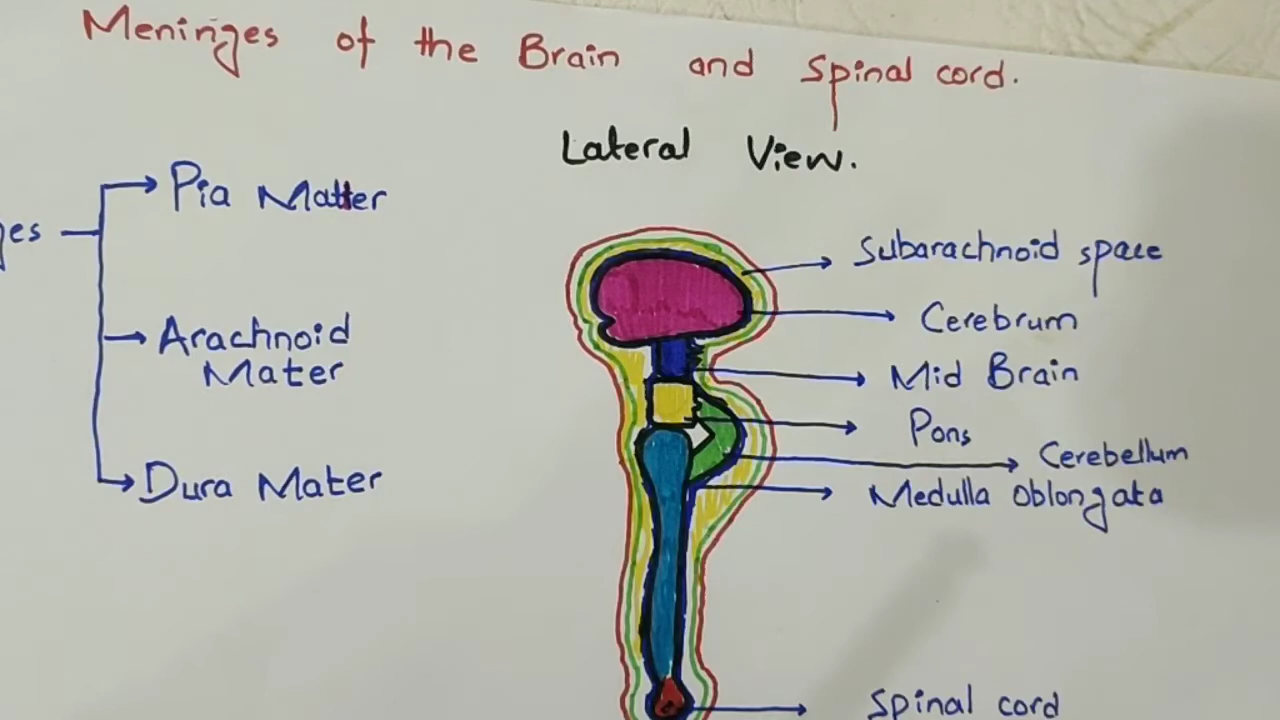 Meninges of the Brain and Spinal cord.
Lateral View.
Pia Matter
Arachnoid
Mater
Dura Mater
Subarachnoid space
Cerebrum
Mid Brain
Pons
Cerebellum
Medulla Oblongata
Spinal cord